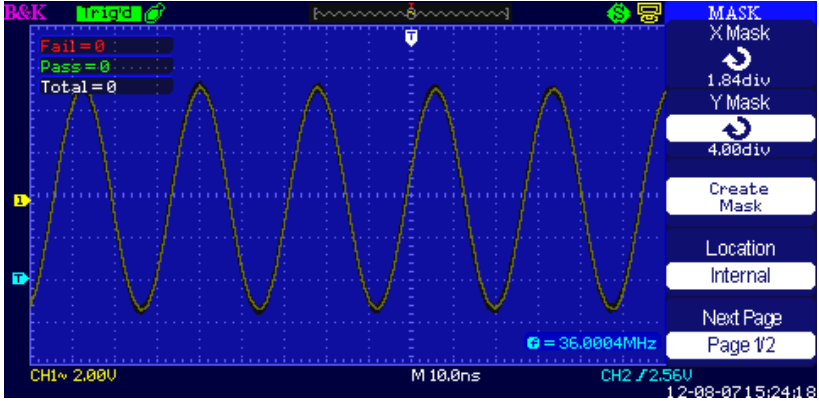 B&K Trig'd S MASK
Fail=0
Pass=0
Total=0
T
1
T
X Mask
1.84div
Y Mask
4.00div
Create
Mask
Location
Internal
Next Page
Page 1/2
f = 36.0004MHz
CH1~ 2.00V M 10.0ns CH2 / 2.56V
12-08-07 15:24:18